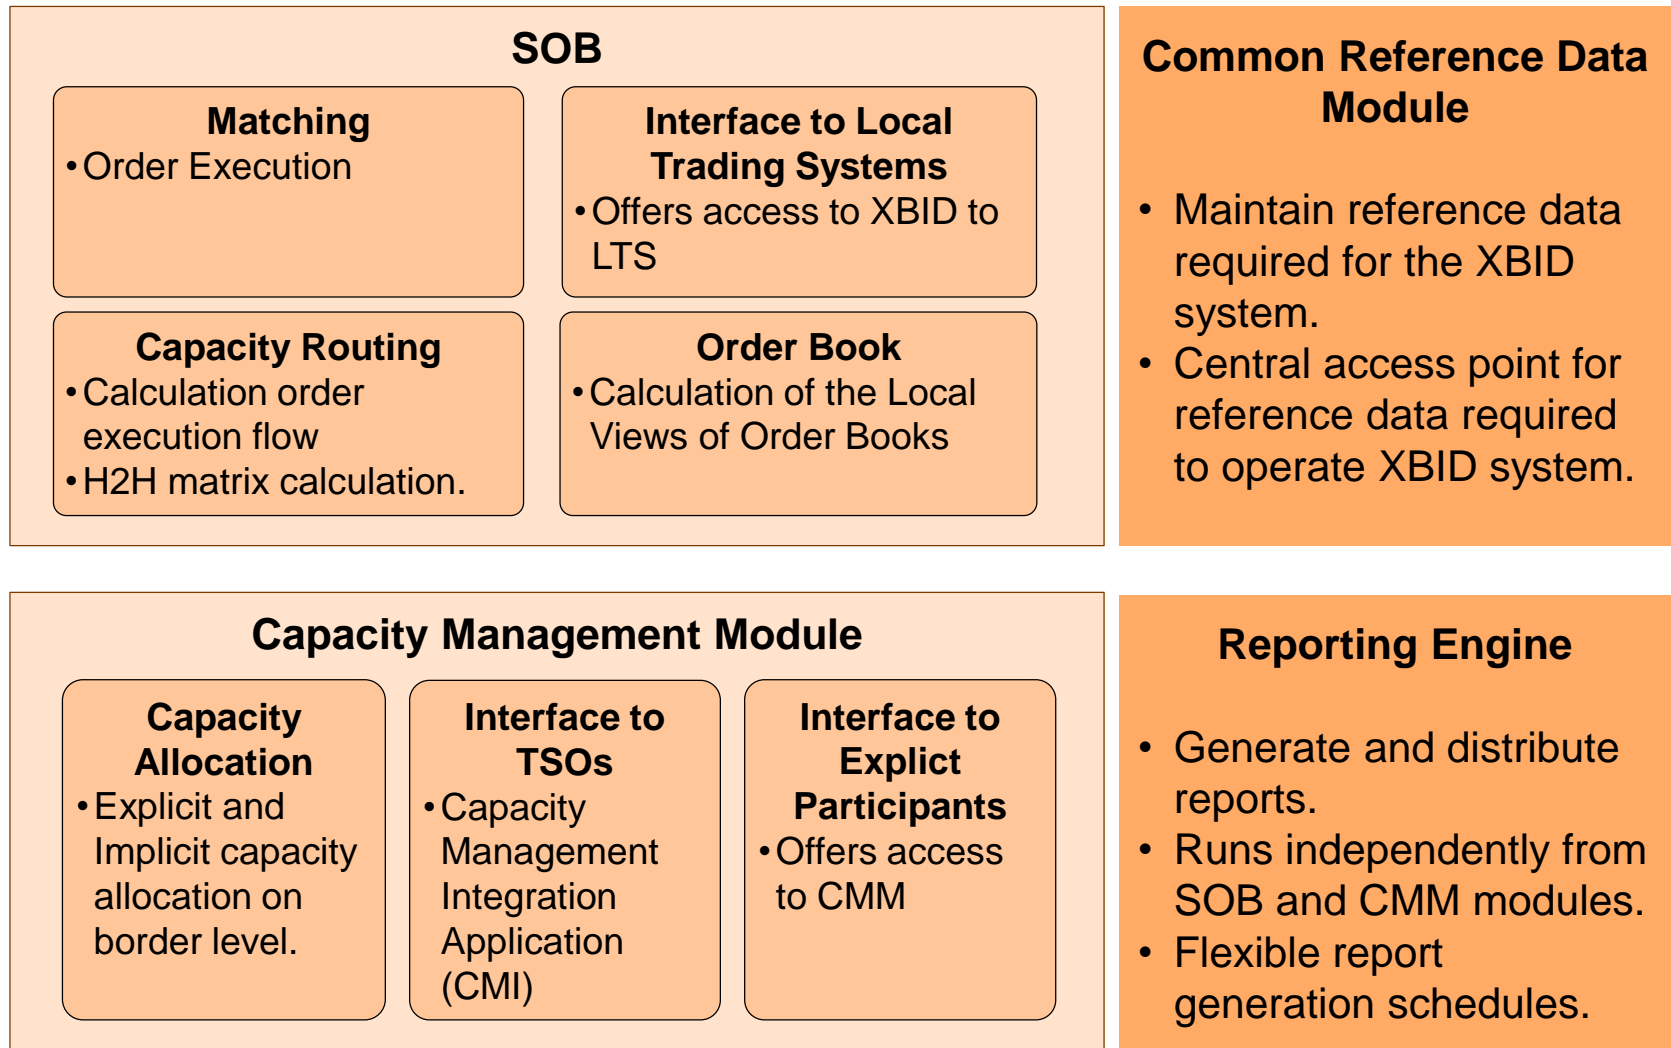 SOB
Matching
•Order Execution
Interface to Local
Trading Systems
•Offers access to XBID to
LTS
Capacity Routing
•Calculation order
execution flow
•H2H matrix calculation.
Order Book
•Calculation of the Local
Views of Order Books
Common Reference Data
Module
• Maintain reference data
required for the XBID
system.
• Central access point for
reference data required
to operate XBID system.
Capacity Management Module
Capacity
Allocation
•Explicit and
Implicit capacity
allocation on
border level.
Interface to
TSOs
•Capacity
Management
Integration
Application
(CMI)
Interface to
Explict
Participants
•Offers access
to CMM
Reporting Engine
• Generate and distribute
reports.
• Runs independently from
SOB and CMM modules.
• Flexible report
generation schedules.